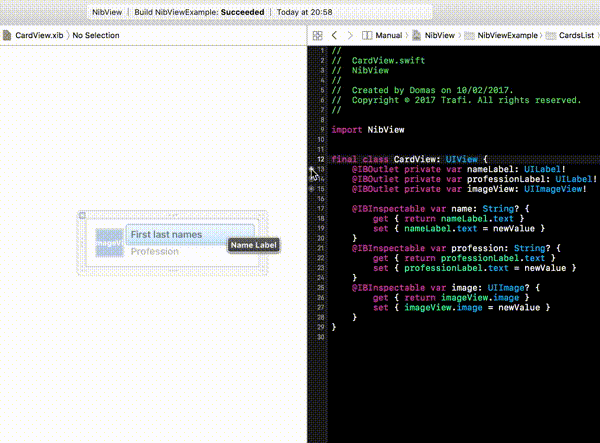 NibView | Build NibViewExample: Succeeded | Today at 20:58
CardView.xib No Selection
Manual NibView NibViewExample CardsList
First last names
Profession
Name Label
1 //
2 // CardView.swift
3 // NibView
4 //
5 // Created by Domas on 10/02/2017.
6 // Copyright © 2017 Trafi. All rights reserved.
7 //
8
9 import NibView
10
11
12 final class CardView: UIView {
13 @IBOutlet private var nameLabel: UILabel!
14 @IBOutlet private var professionLabel: UILabel!
15 @IBOutlet private var imageView: UIImageView!
16
17 @IBInspectable var name: String? {
18 get { return nameLabel.text }
19 set { nameLabel.text = newValue }
20 }
21 @IBInspectable var profession: String? {
22 get { return professionLabel.text }
23 set { professionLabel.text = newValue }
24 }
25 @IBInspectable var image: UIImage? {
26 get { return imageView.image }
27 set { imageView.image = newValue }
28 }
29 }
30